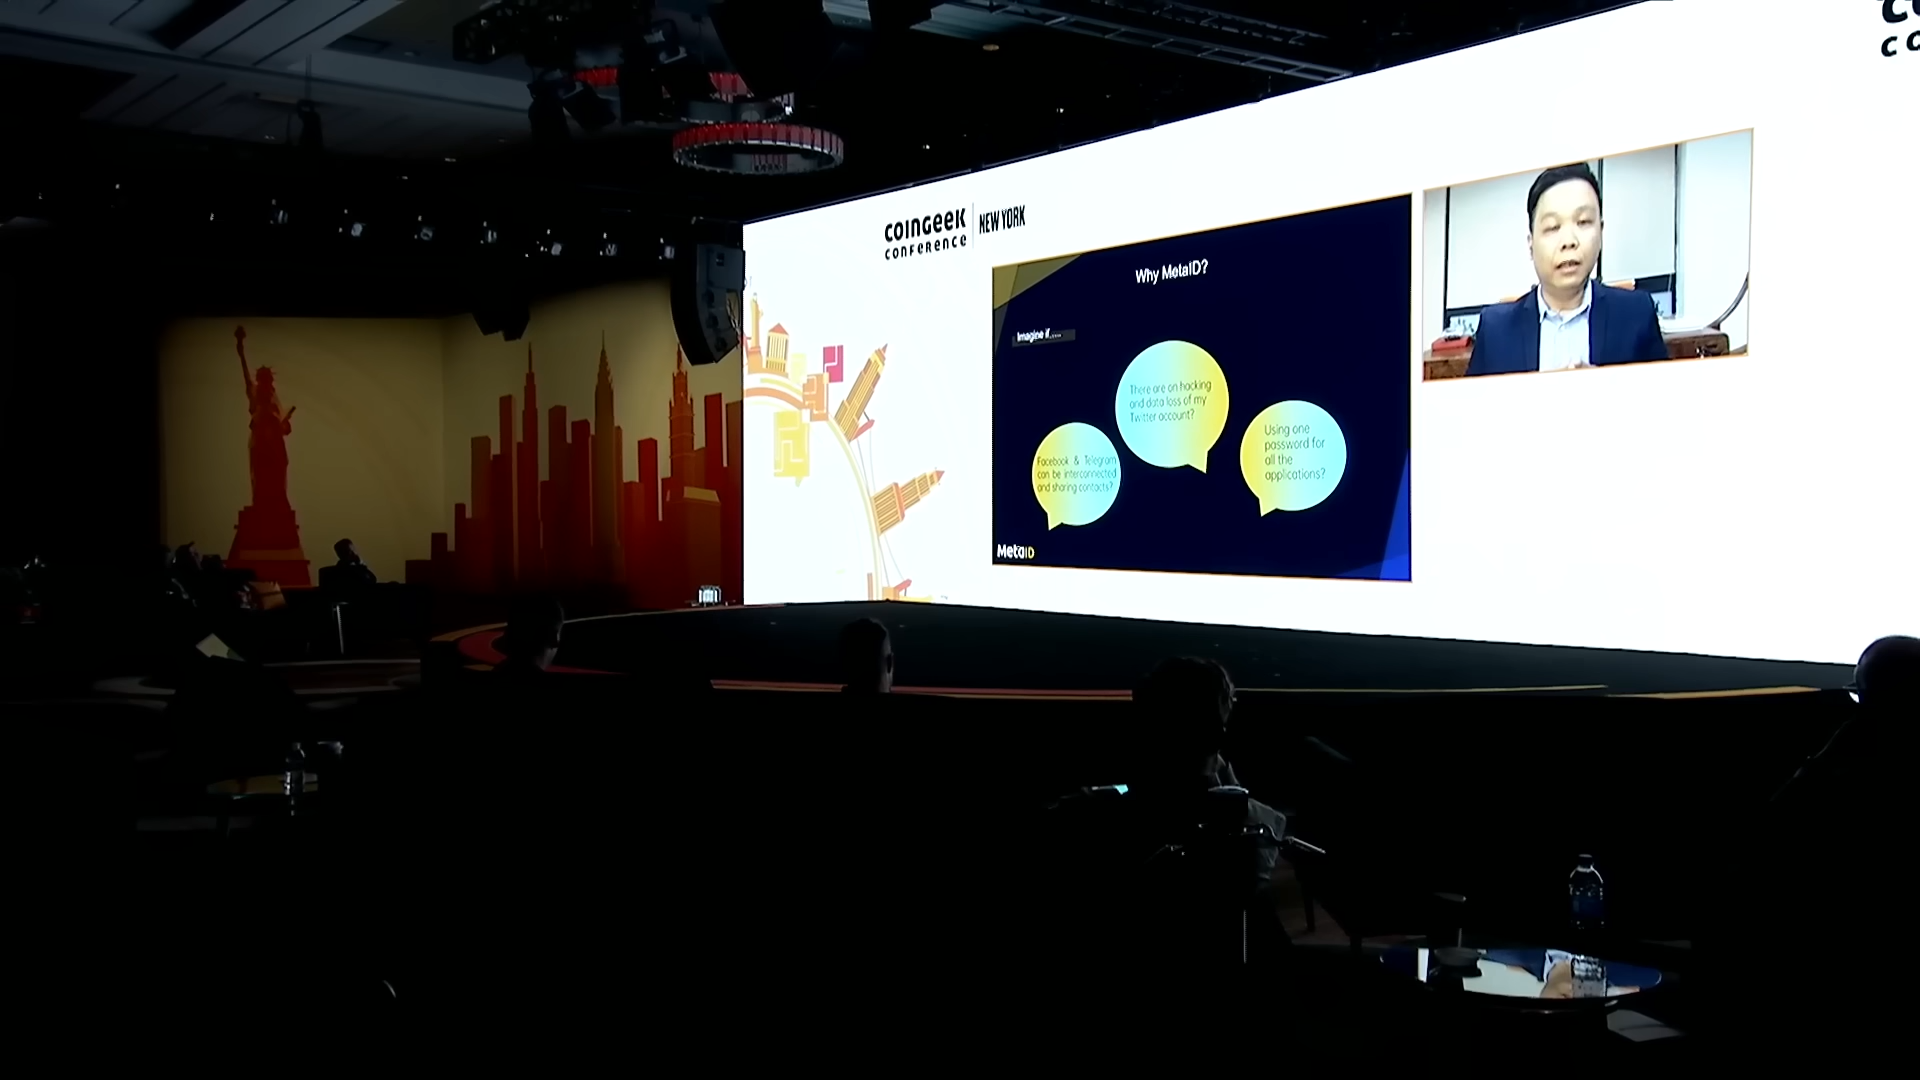 COINGEEK
CONFERENCE
NEW YORK
Why MetaID?
Imagine if.....
There are on hacking
and data loss of my
Twitter account?
Facebook & Telegram
can be interconnected
and sharing contacts?
Using one
password for
all the
applications?
MetaID